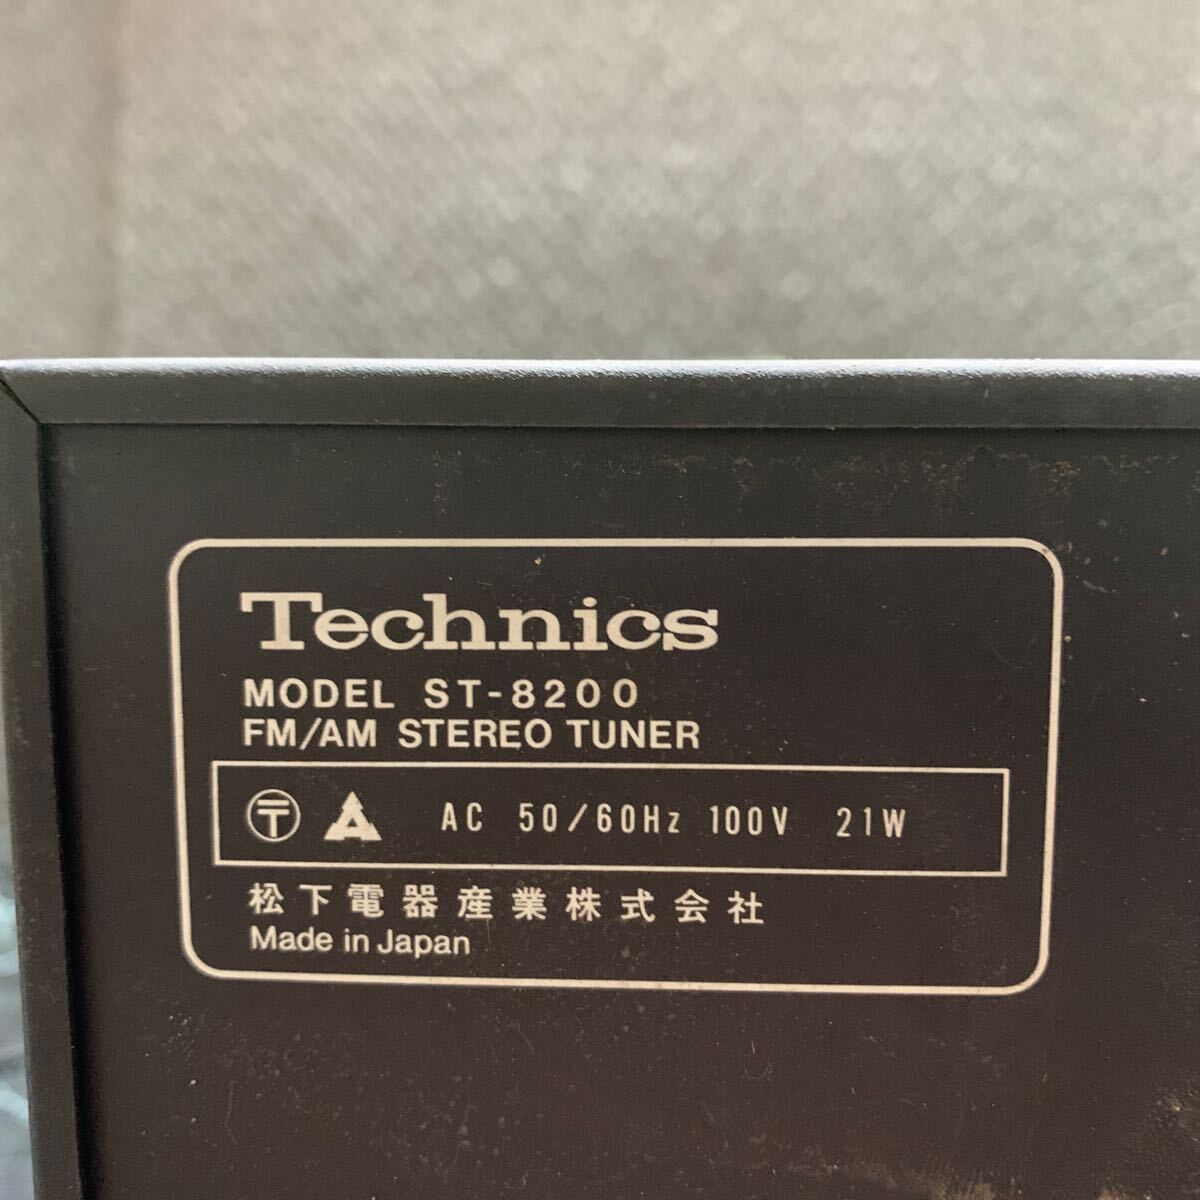 Technics
MODEL ST-8200
FM/AM STEREO TUNER
〶 A AC 50/60Hz 100V 21W
松下電器産業株式会社
Made in Japan